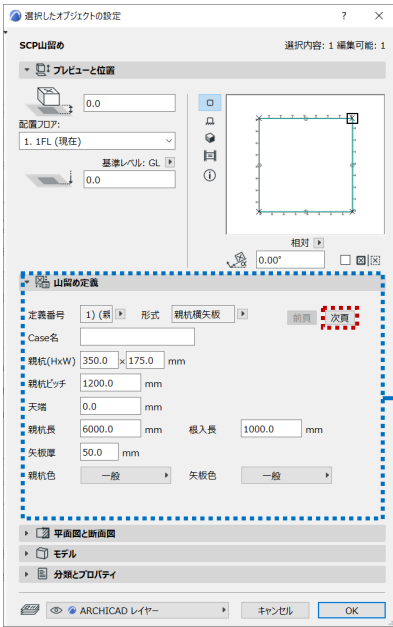 選択したオブジェクトの設定 ? ×
SCP山留め 選択内容: 1 編集可能: 1
プレビューと位置
0.0
配置フロア:
1. 1FL (現在)
基準レベル: GL
0.0
相対
0.00°
山留め定義
定義番号 1) (親 形式 親杭横矢板 前頁 次頁
Case名
親杭(HxW) 350.0 × 175.0 mm
親杭ピッチ 1200.0 mm
天端 0.0 mm
親杭長 6000.0 mm 根入長 1000.0 mm
矢板厚 50.0 mm
親杭色 一般 矢板色 一般
平面図と断面図
モデル
分類とプロパティ
ARCHICAD レイヤー キャンセル OK